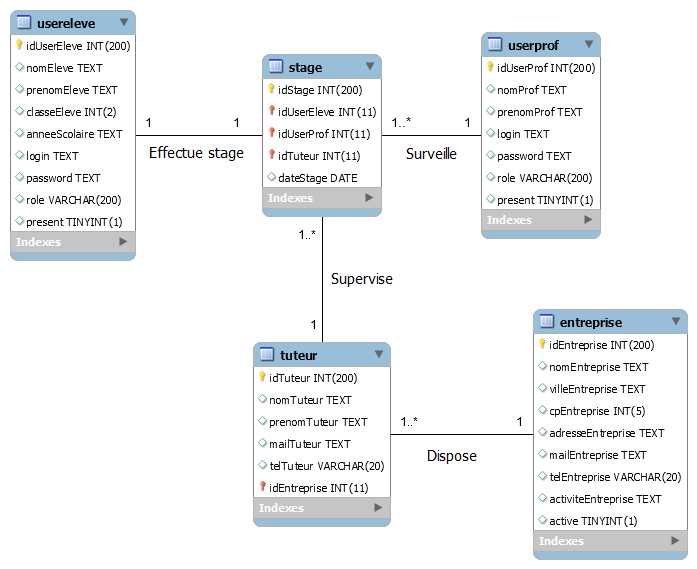 usereleve
idUserEleve INT(200)
nomEleve TEXT
prenomEleve TEXT
classeEleve INT(2)
anneeScolaire TEXT
login TEXT
password TEXT
role VARCHAR(200)
present TINYINT(1)
Indexes
1
1
Effectue stage
stage
idStage INT(200)
idUserEleve INT(11)
idUserProf INT(11)
idTuteur INT(11)
dateStage DATE
Indexes
1..*
1
Surveille
userprof
idUserProf INT(200)
nomProf TEXT
prenomProf TEXT
login TEXT
password TEXT
role VARCHAR(200)
present TINYINT(1)
Indexes
1..*
Supervise
1
tuteur
idTuteur INT(200)
nomTuteur TEXT
prenomTuteur TEXT
mailTuteur TEXT
telTuteur VARCHAR(20)
idEntreprise INT(11)
Indexes
1..*
1
Dispose
entreprise
idEntreprise INT(200)
nomEntreprise TEXT
villeEntreprise TEXT
cpEntreprise INT(5)
adresseEntreprise TEXT
mailEntreprise TEXT
telEntreprise VARCHAR(20)
activiteEntreprise TEXT
active TINYINT(1)
Indexes